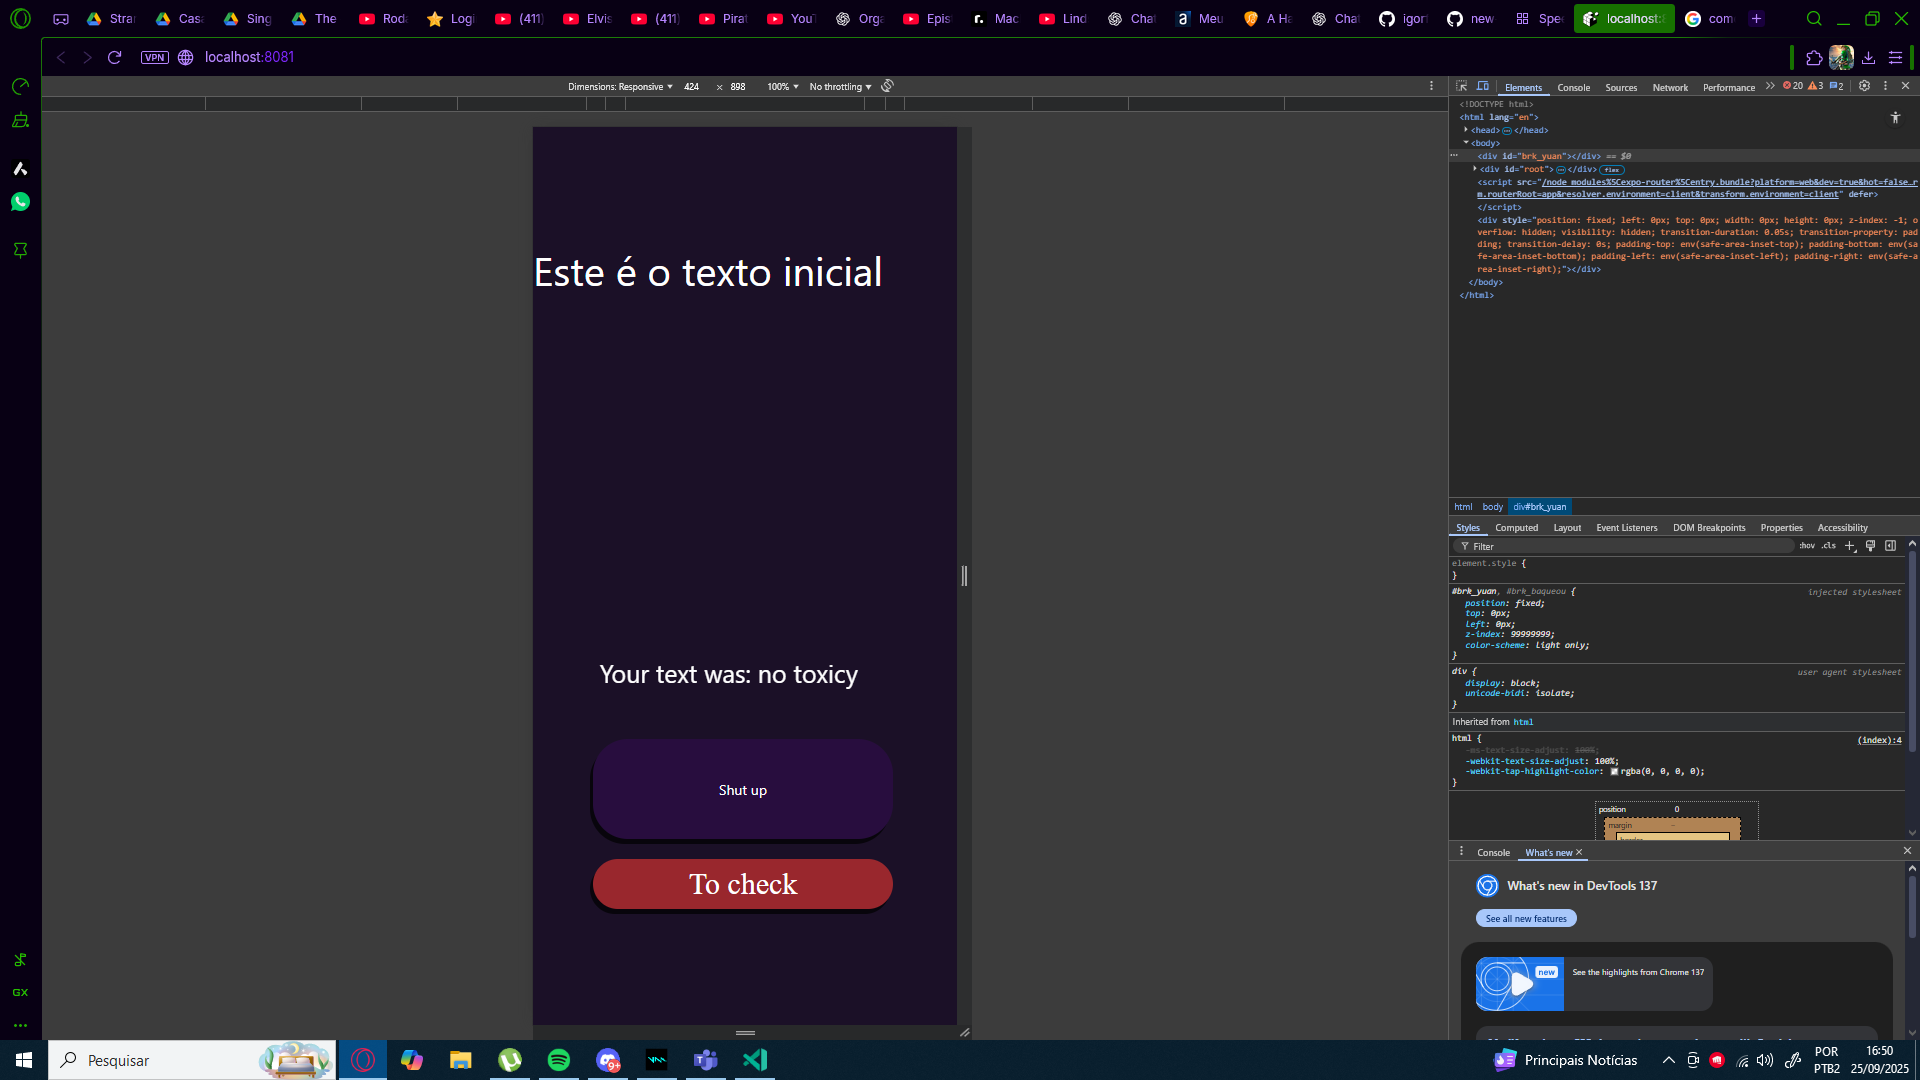 Stran
Casa
Sing
The
Roda
Logi
(411)
Elvis
(411)
Pirat
YouT
Orga
Epis
Mac
Lind
Chat
Meu
A Ha
Chat
igor
new
Spe
localhost:8
com
VPN
localhost:8081
Dimensions: Responsive 424 × 898 100% No throttling
Elements Console Sources Network Performance 20 3 2
<!DOCTYPE html>
<html lang="en">
<head> </head>
<body>
<div id="brk_yuan"></div> == $0
<div id="root"> </div> flex
<script src="/node_modules%5Cexpo-router%5Centry.bundle?platform=web&dev=true&hot=false…r
m.routerRoot=app&resolver.environment=client&transform.environment=client" defer>
</script>
<div style="position: fixed; left: 0px; top: 0px; width: 0px; height: 0px; z-index: -1; o
verflow: hidden; visibility: hidden; transition-duration: 0.05s; transition-property: pad
ding; transition-delay: 0s; padding-top: env(safe-area-inset-top); padding-bottom: env(sa
fe-area-inset-bottom); padding-left: env(safe-area-inset-left); padding-right: env(safe-a
rea-inset-right);"></div>
</body>
</html>
Este é o texto inicial
Your text was: no toxicy
Shut up
To check
html body div#brk_yuan
Styles Computed Layout Event Listeners DOM Breakpoints Properties Accessibility
Filter :hov .cls
element.style {
}
#brk_yuan, #brk_baqueou { injected stylesheet
position: fixed;
top: 0px;
left: 0px;
z-index: 99999999;
color-scheme: light only;
}
div { user agent stylesheet
display: block;
unicode-bidi: isolate;
}
Inherited from html
html { (index):4
-ms-text-size-adjust: 100%;
-webkit-text-size-adjust: 100%;
-webkit-tap-highlight-color: rgba(0, 0, 0, 0);
}
position 0
margin
Console What's new
What's new in DevTools 137
See all new features
new
See the highlights from Chrome 137
GX
Pesquisar
9+
Principais Notícias
POR
PTB2
16:50
25/09/2025